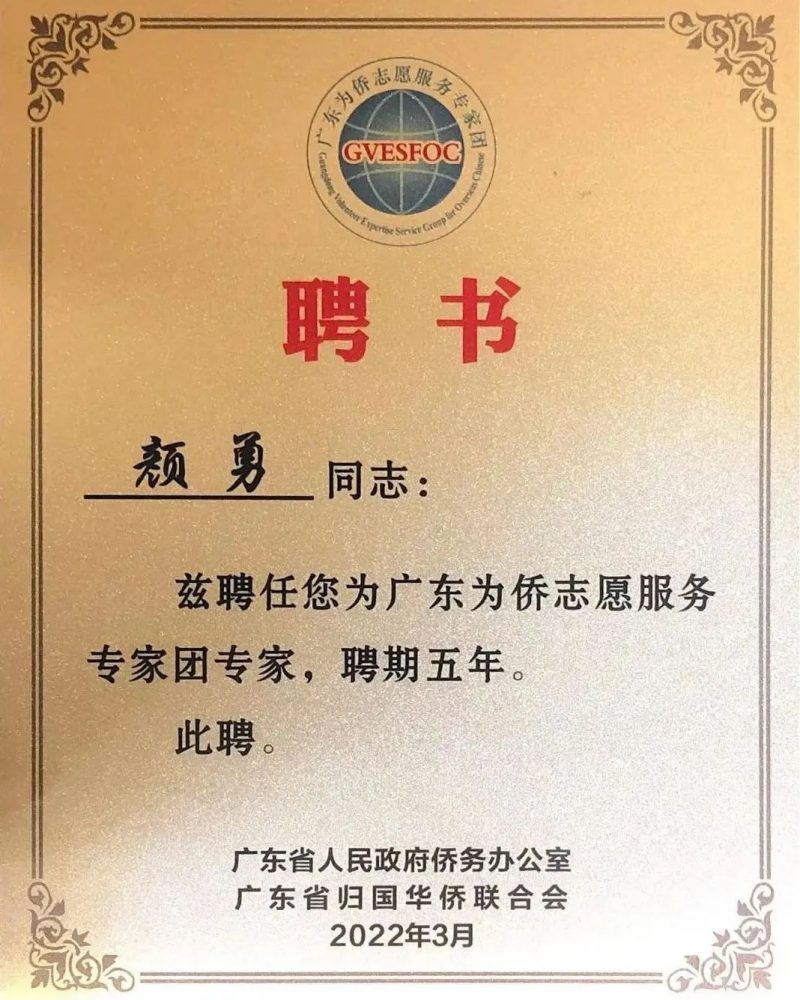 广东为侨志愿服务专家团
GVESFOC
Guangdong Volunteer Expertise Service Group for Overseas Chinese
聘书
颜勇 同志：
兹聘任您为广东为侨志愿服务
专家团专家，聘期五年。
此聘。
广东省人民政府侨务办公室
广东省归国华侨联合会
2022年3月